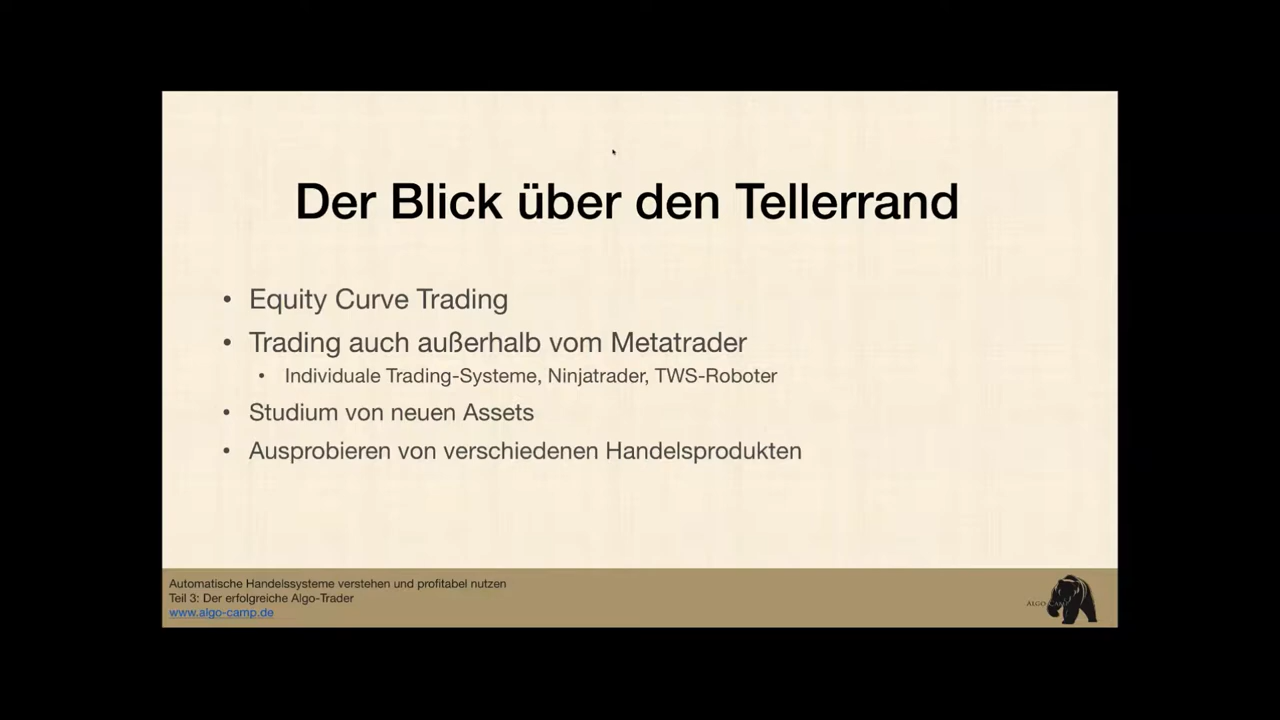 Der Blick über den Tellerrand
• Equity Curve Trading
• Trading auch außerhalb vom Metatrader
• Individuale Trading-Systeme, Ninjatrader, TWS-Roboter
• Studium von neuen Assets
• Ausprobieren von verschiedenen Handelsprodukten
Automatische Handelssysteme verstehen und profitabel nutzen
Teil 3: Der erfolgreiche Algo-Trader
www.algo-camp.de
ALGO-CAMP